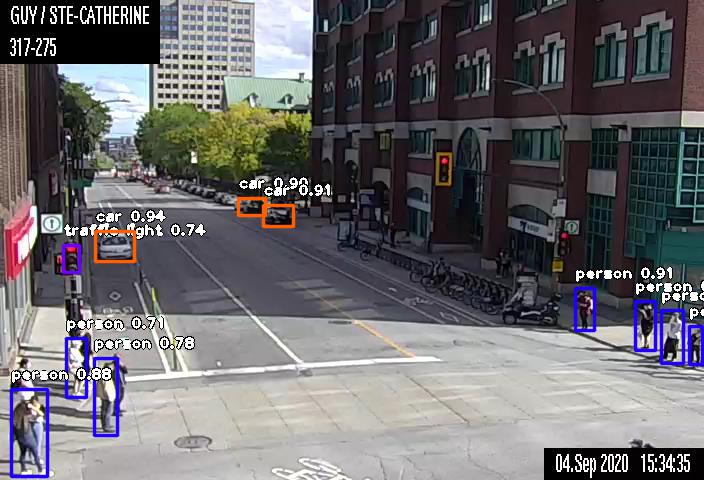 GUY / STE-CATHERINE
317-275
car 0.90
car 0.91
car 0.94
traffic light 0.74
person 0.91
person 0.71
person 0.78
person 0.88
04.Sep 2020 15:34:35